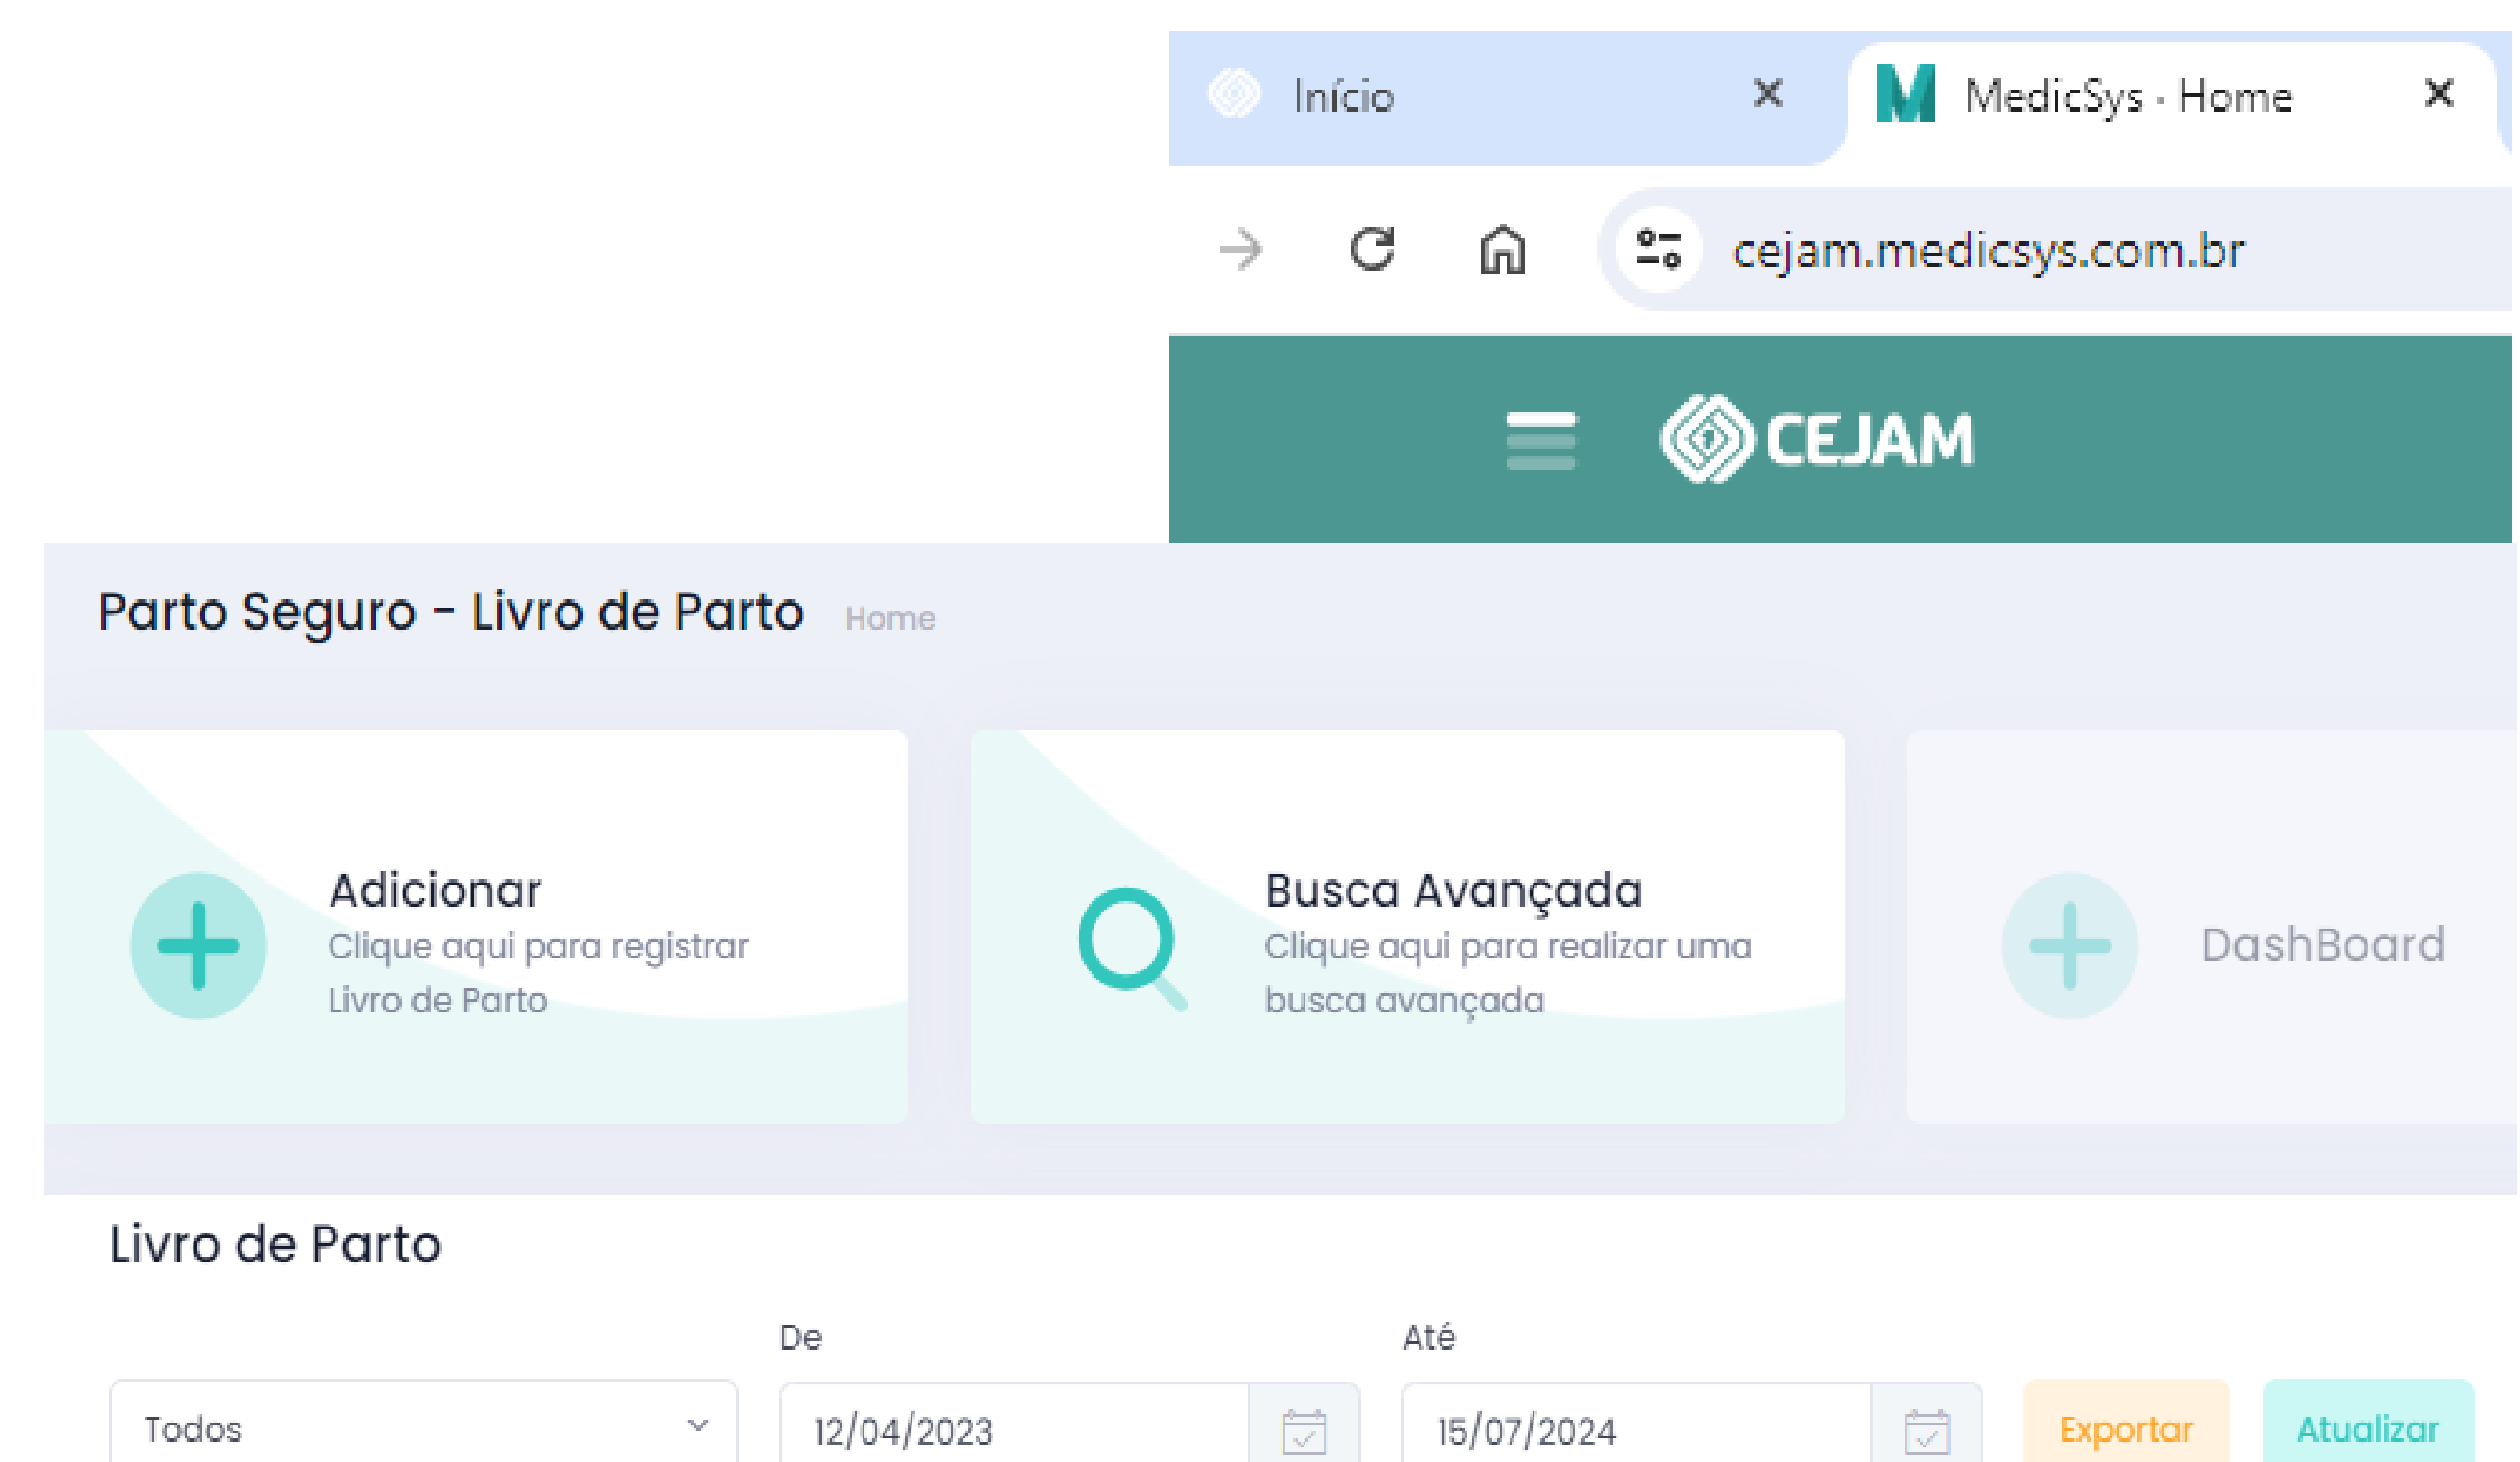 Início
MedicSys · Home
cejam.medicsys.com.br
CEJAM
Parto Seguro - Livro de Parto Home
Adicionar
Clique aqui para registrar
Livro de Parto
Busca Avançada
Clique aqui para realizar uma
busca avançada
DashBoard
Livro de Parto
De
Até
Todos
12/04/2023
15/07/2024
Exportar
Atualizar